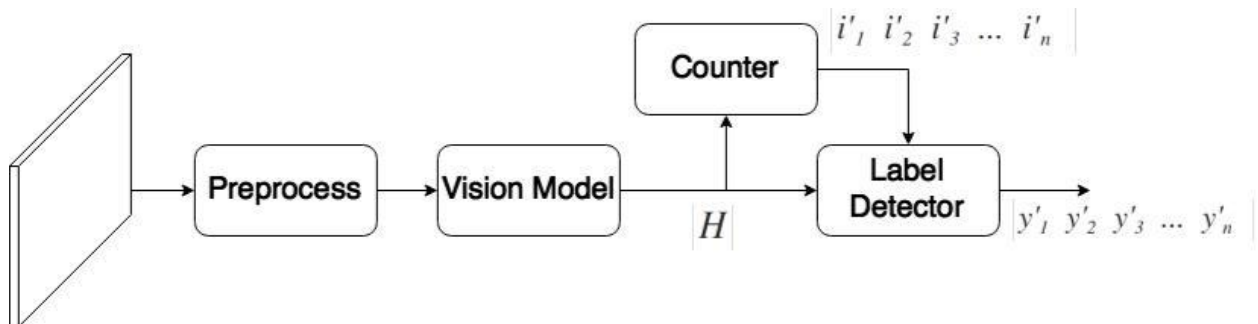 |i'₁ i'₂ i'₃ ... i'ₙ|
Counter
Preprocess
Vision Model
Label
Detector
|H|
|y'₁ y'₂ y'₃ ... y'ₙ|